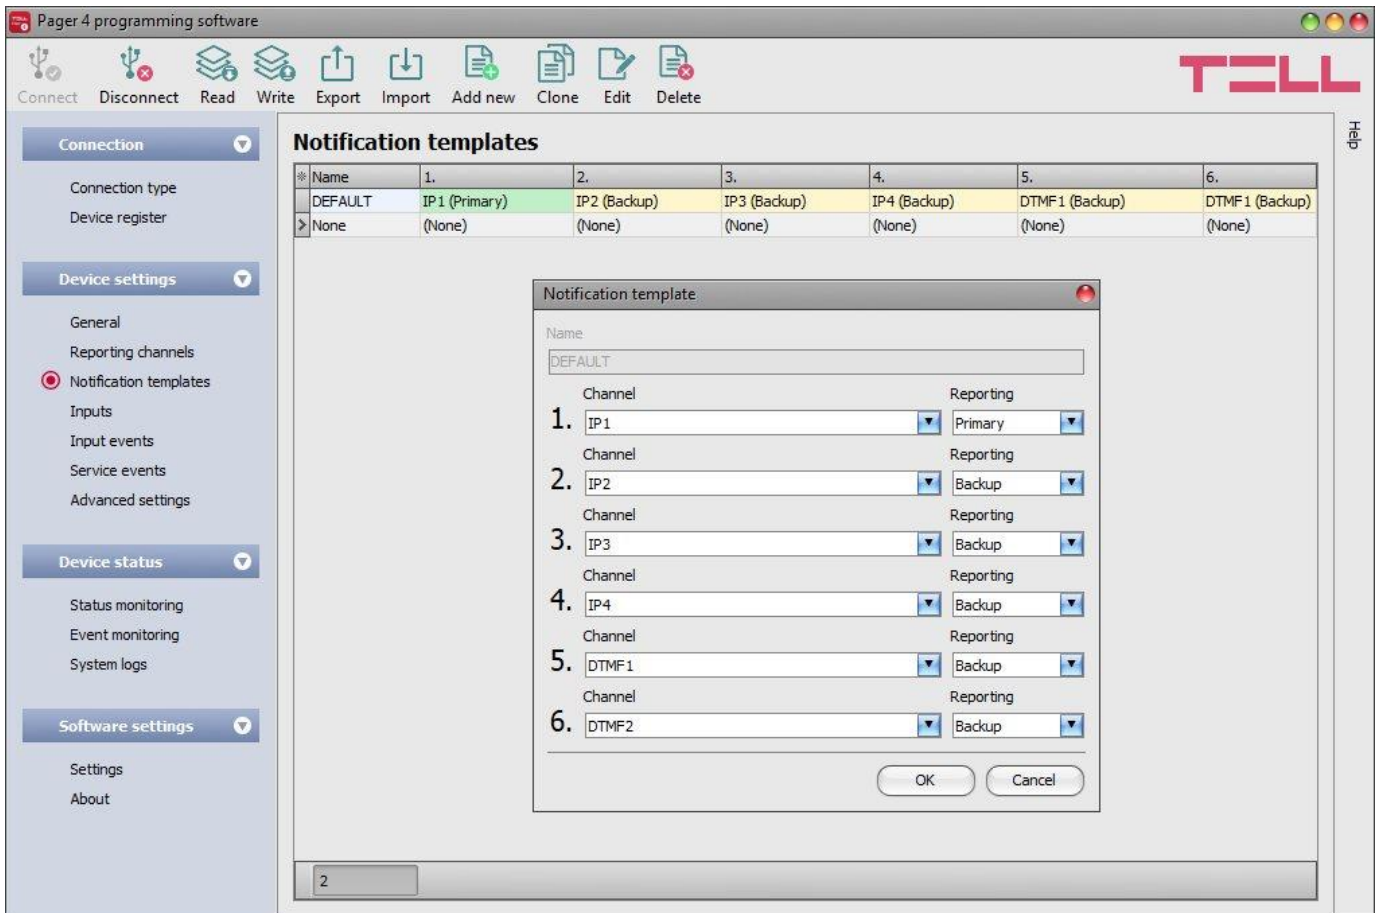 Pager 4 programming software
Connect Disconnect Read Write Export Import Add new Clone Edit Delete
TELL
Help
Connection
Connection type
Device register
Device settings
General
Reporting channels
Notification templates
Inputs
Input events
Service events
Advanced settings
Device status
Status monitoring
Event monitoring
System logs
Software settings
Settings
About
Notification templates
Name 1. 2. 3. 4. 5. 6.
DEFAULT IP1 (Primary) IP2 (Backup) IP3 (Backup) IP4 (Backup) DTMF1 (Backup) DTMF1 (Backup)
None (None) (None) (None) (None) (None) (None)
Notification template
Name
DEFAULT
Channel Reporting
1. IP1 Primary
Channel Reporting
2. IP2 Backup
Channel Reporting
3. IP3 Backup
Channel Reporting
4. IP4 Backup
Channel Reporting
5. DTMF1 Backup
Channel Reporting
6. DTMF2 Backup
OK Cancel
2